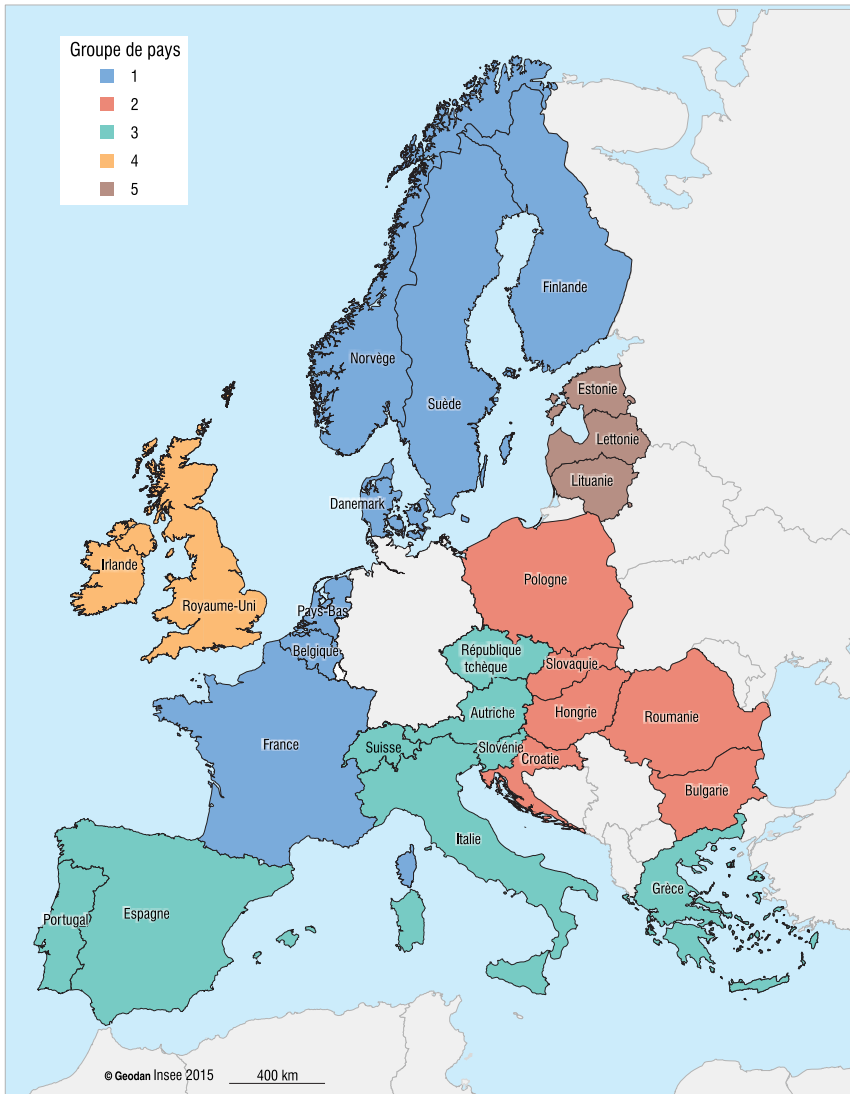 Groupe de pays
1
2
3
4
5
Finlande
Norvège
Suède
Estonie
Lettonie
Lituanie
Danemark
Irlande
Royaume-Uni
Pays-Bas
Belgique
Pologne
République
tchèque
Slovaquie
Autriche
Hongrie
Roumanie
France
Suisse
Slovénie
Croatie
Bulgarie
Italie
Grèce
Portugal
Espagne
© Geodan Insee 2015
400 km